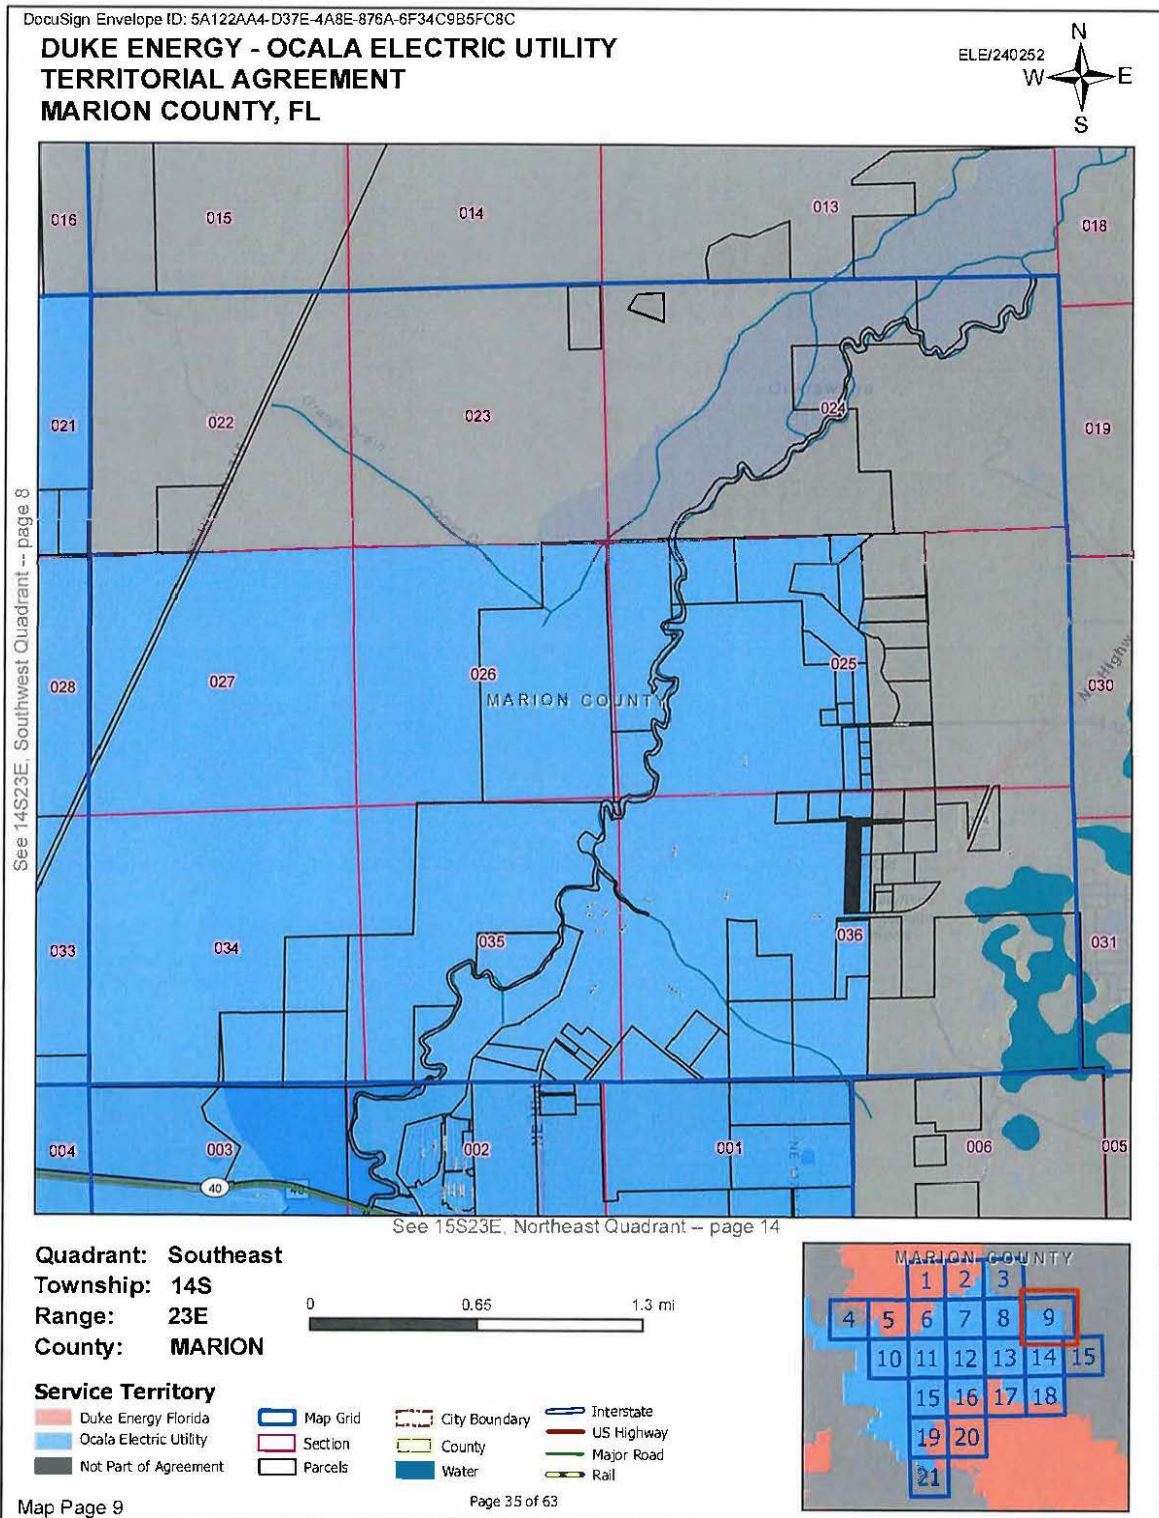 DocuSign Envelope ID: 5A122AA4-D37E-4A8E-876A-6F34C9B5FC8C
DUKE ENERGY - OCALA ELECTRIC UTILITY
TERRITORIAL AGREEMENT
MARION COUNTY, FL
ELE/240252
N
W E
S
016 015 014 013 018
021 022 023 024 019
028 027 026 025 030
MARION COUNTY
033 034 035 036 031
004 003 002 001 006 005
40
40
See 14S23E, Southwest Quadrant -- page 8
See 15S23E, Northeast Quadrant -- page 14
Quadrant: Southeast
Township: 14S
Range: 23E
County: MARION
0 0.65 1.3 mi
Service Territory
Duke Energy Florida
Ocala Electric Utility
Not Part of Agreement
Map Grid
Section
Parcels
City Boundary
County
Water
Interstate
US Highway
Major Road
Rail
MARION COUNTY
1 2 3
4 5 6 7 8 9
10 11 12 13 14 15
15 16 17 18
19 20
21
Map Page 9
Page 35 of 63